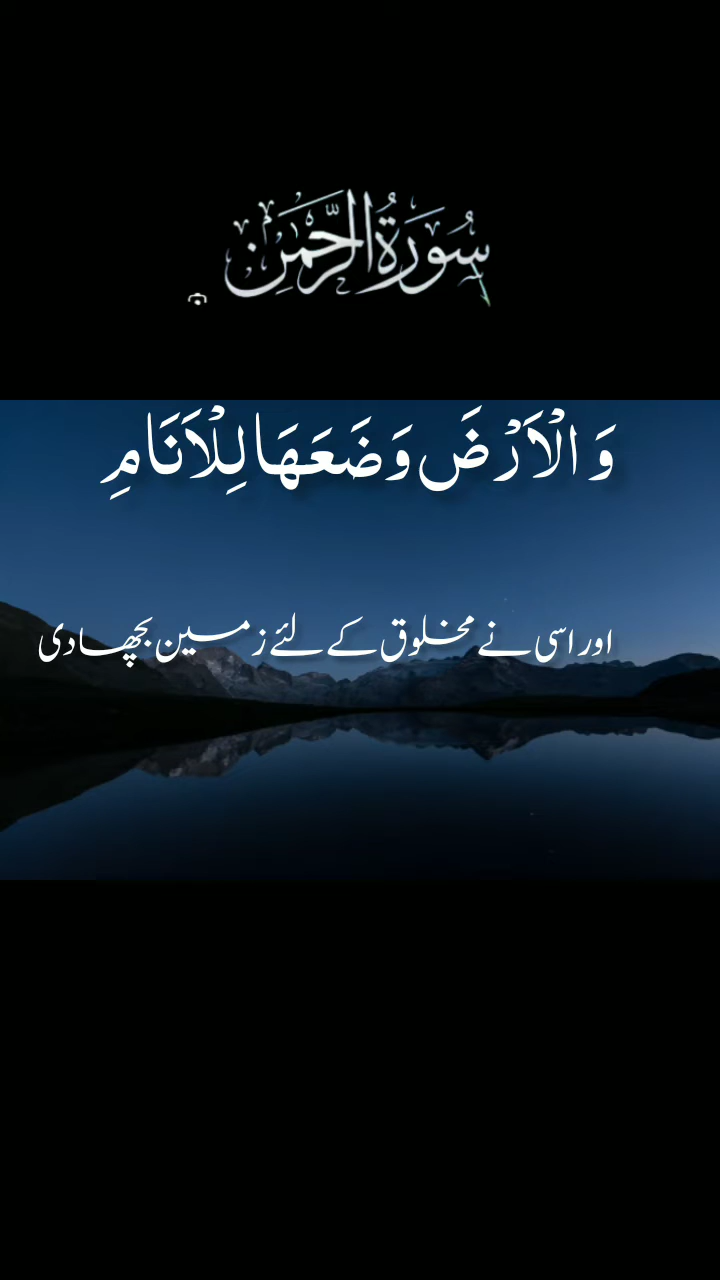 سُورَةُ الرَّحْمٰنِ
وَ الْاَرْضَ وَضَعَهَا لِلْاَنَامِ
اور اسی نے مخلوق کے لئے زمین بچھا دی